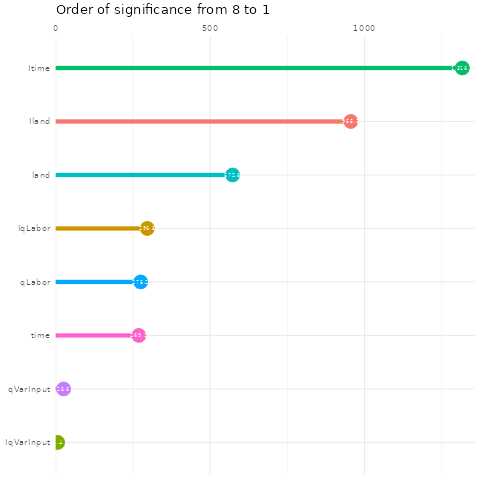 Order of significance from 8 to 1
0 500 1000
ltime
lland
land
lqLabor
qLabor
time
qVarInput
lqVarInput